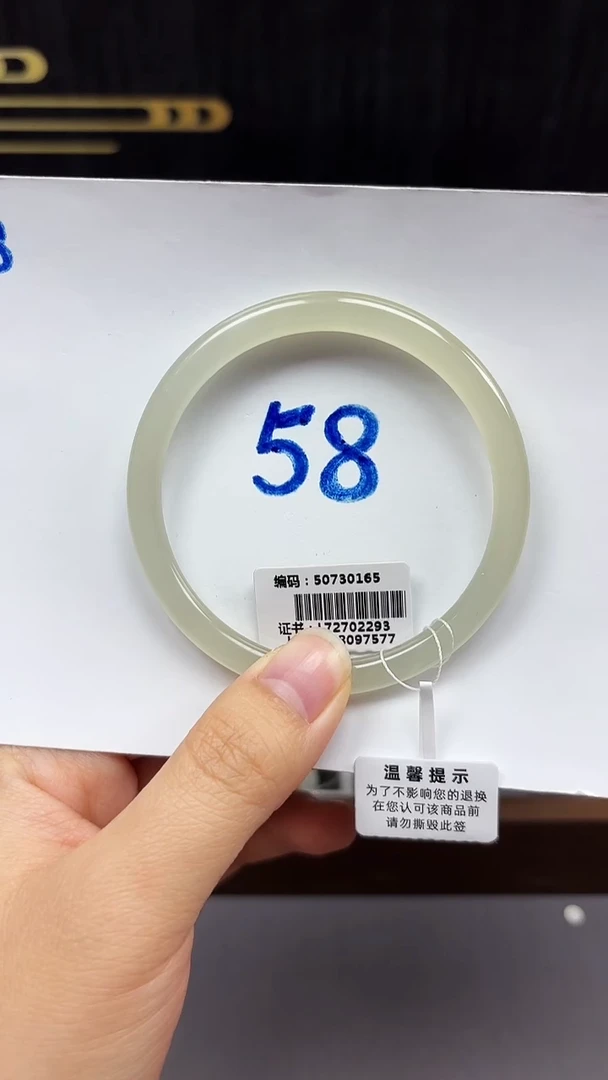 58
编码：50730165
证书：172702293
3097577
温馨提示
为了不影响您的退换
在您认可该商品前
请勿撕毁此签